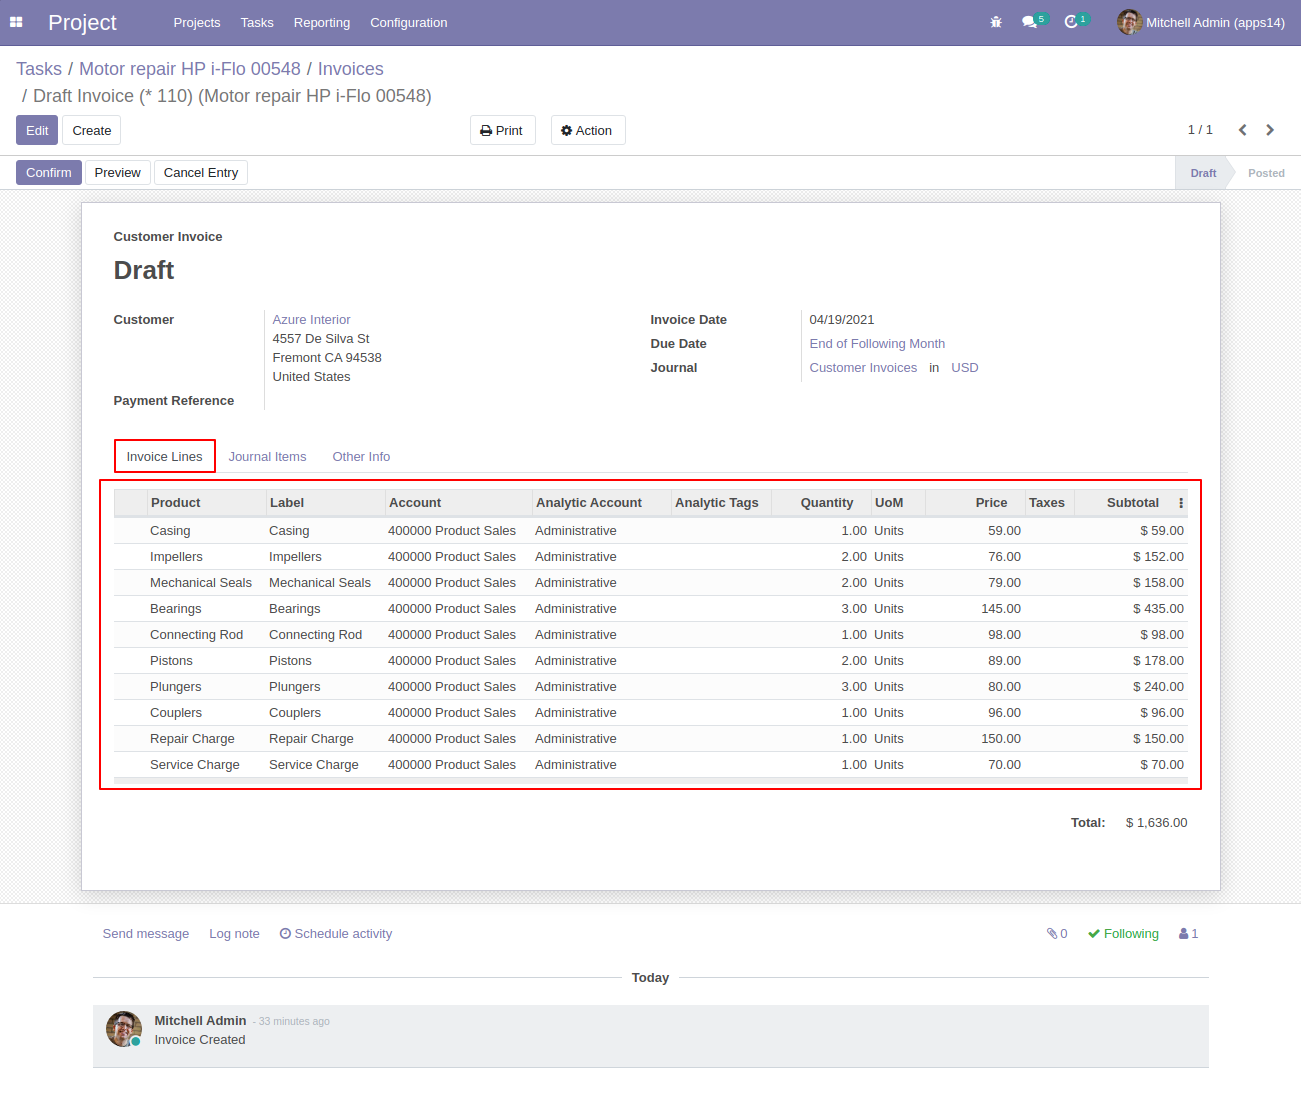 Project Projects Tasks Reporting Configuration 5 1 Mitchell Admin (apps14)
Tasks / Motor repair HP i-Flo 00548 / Invoices
/ Draft Invoice (* 110) (Motor repair HP i-Flo 00548)
Edit Create Print Action 1 / 1
Confirm Preview Cancel Entry Draft Posted
Customer Invoice
Draft
Customer Azure Interior Invoice Date 04/19/2021
4557 De Silva St
Fremont CA 94538 Due Date End of Following Month
United States Journal Customer Invoices in USD
Payment Reference
Invoice Lines Journal Items Other Info
Product Label Account Analytic Account Analytic Tags Quantity UoM Price Taxes Subtotal
Casing Casing 400000 Product Sales Administrative 1.00 Units 59.00 $ 59.00
Impellers Impellers 400000 Product Sales Administrative 2.00 Units 76.00 $ 152.00
Mechanical Seals Mechanical Seals 400000 Product Sales Administrative 2.00 Units 79.00 $ 158.00
Bearings Bearings 400000 Product Sales Administrative 3.00 Units 145.00 $ 435.00
Connecting Rod Connecting Rod 400000 Product Sales Administrative 1.00 Units 98.00 $ 98.00
Pistons Pistons 400000 Product Sales Administrative 2.00 Units 89.00 $ 178.00
Plungers Plungers 400000 Product Sales Administrative 3.00 Units 80.00 $ 240.00
Couplers Couplers 400000 Product Sales Administrative 1.00 Units 96.00 $ 96.00
Repair Charge Repair Charge 400000 Product Sales Administrative 1.00 Units 150.00 $ 150.00
Service Charge Service Charge 400000 Product Sales Administrative 1.00 Units 70.00 $ 70.00
Total: $ 1,636.00
Send message Log note Schedule activity 0 Following 1
Today
Mitchell Admin - 33 minutes ago
Invoice Created